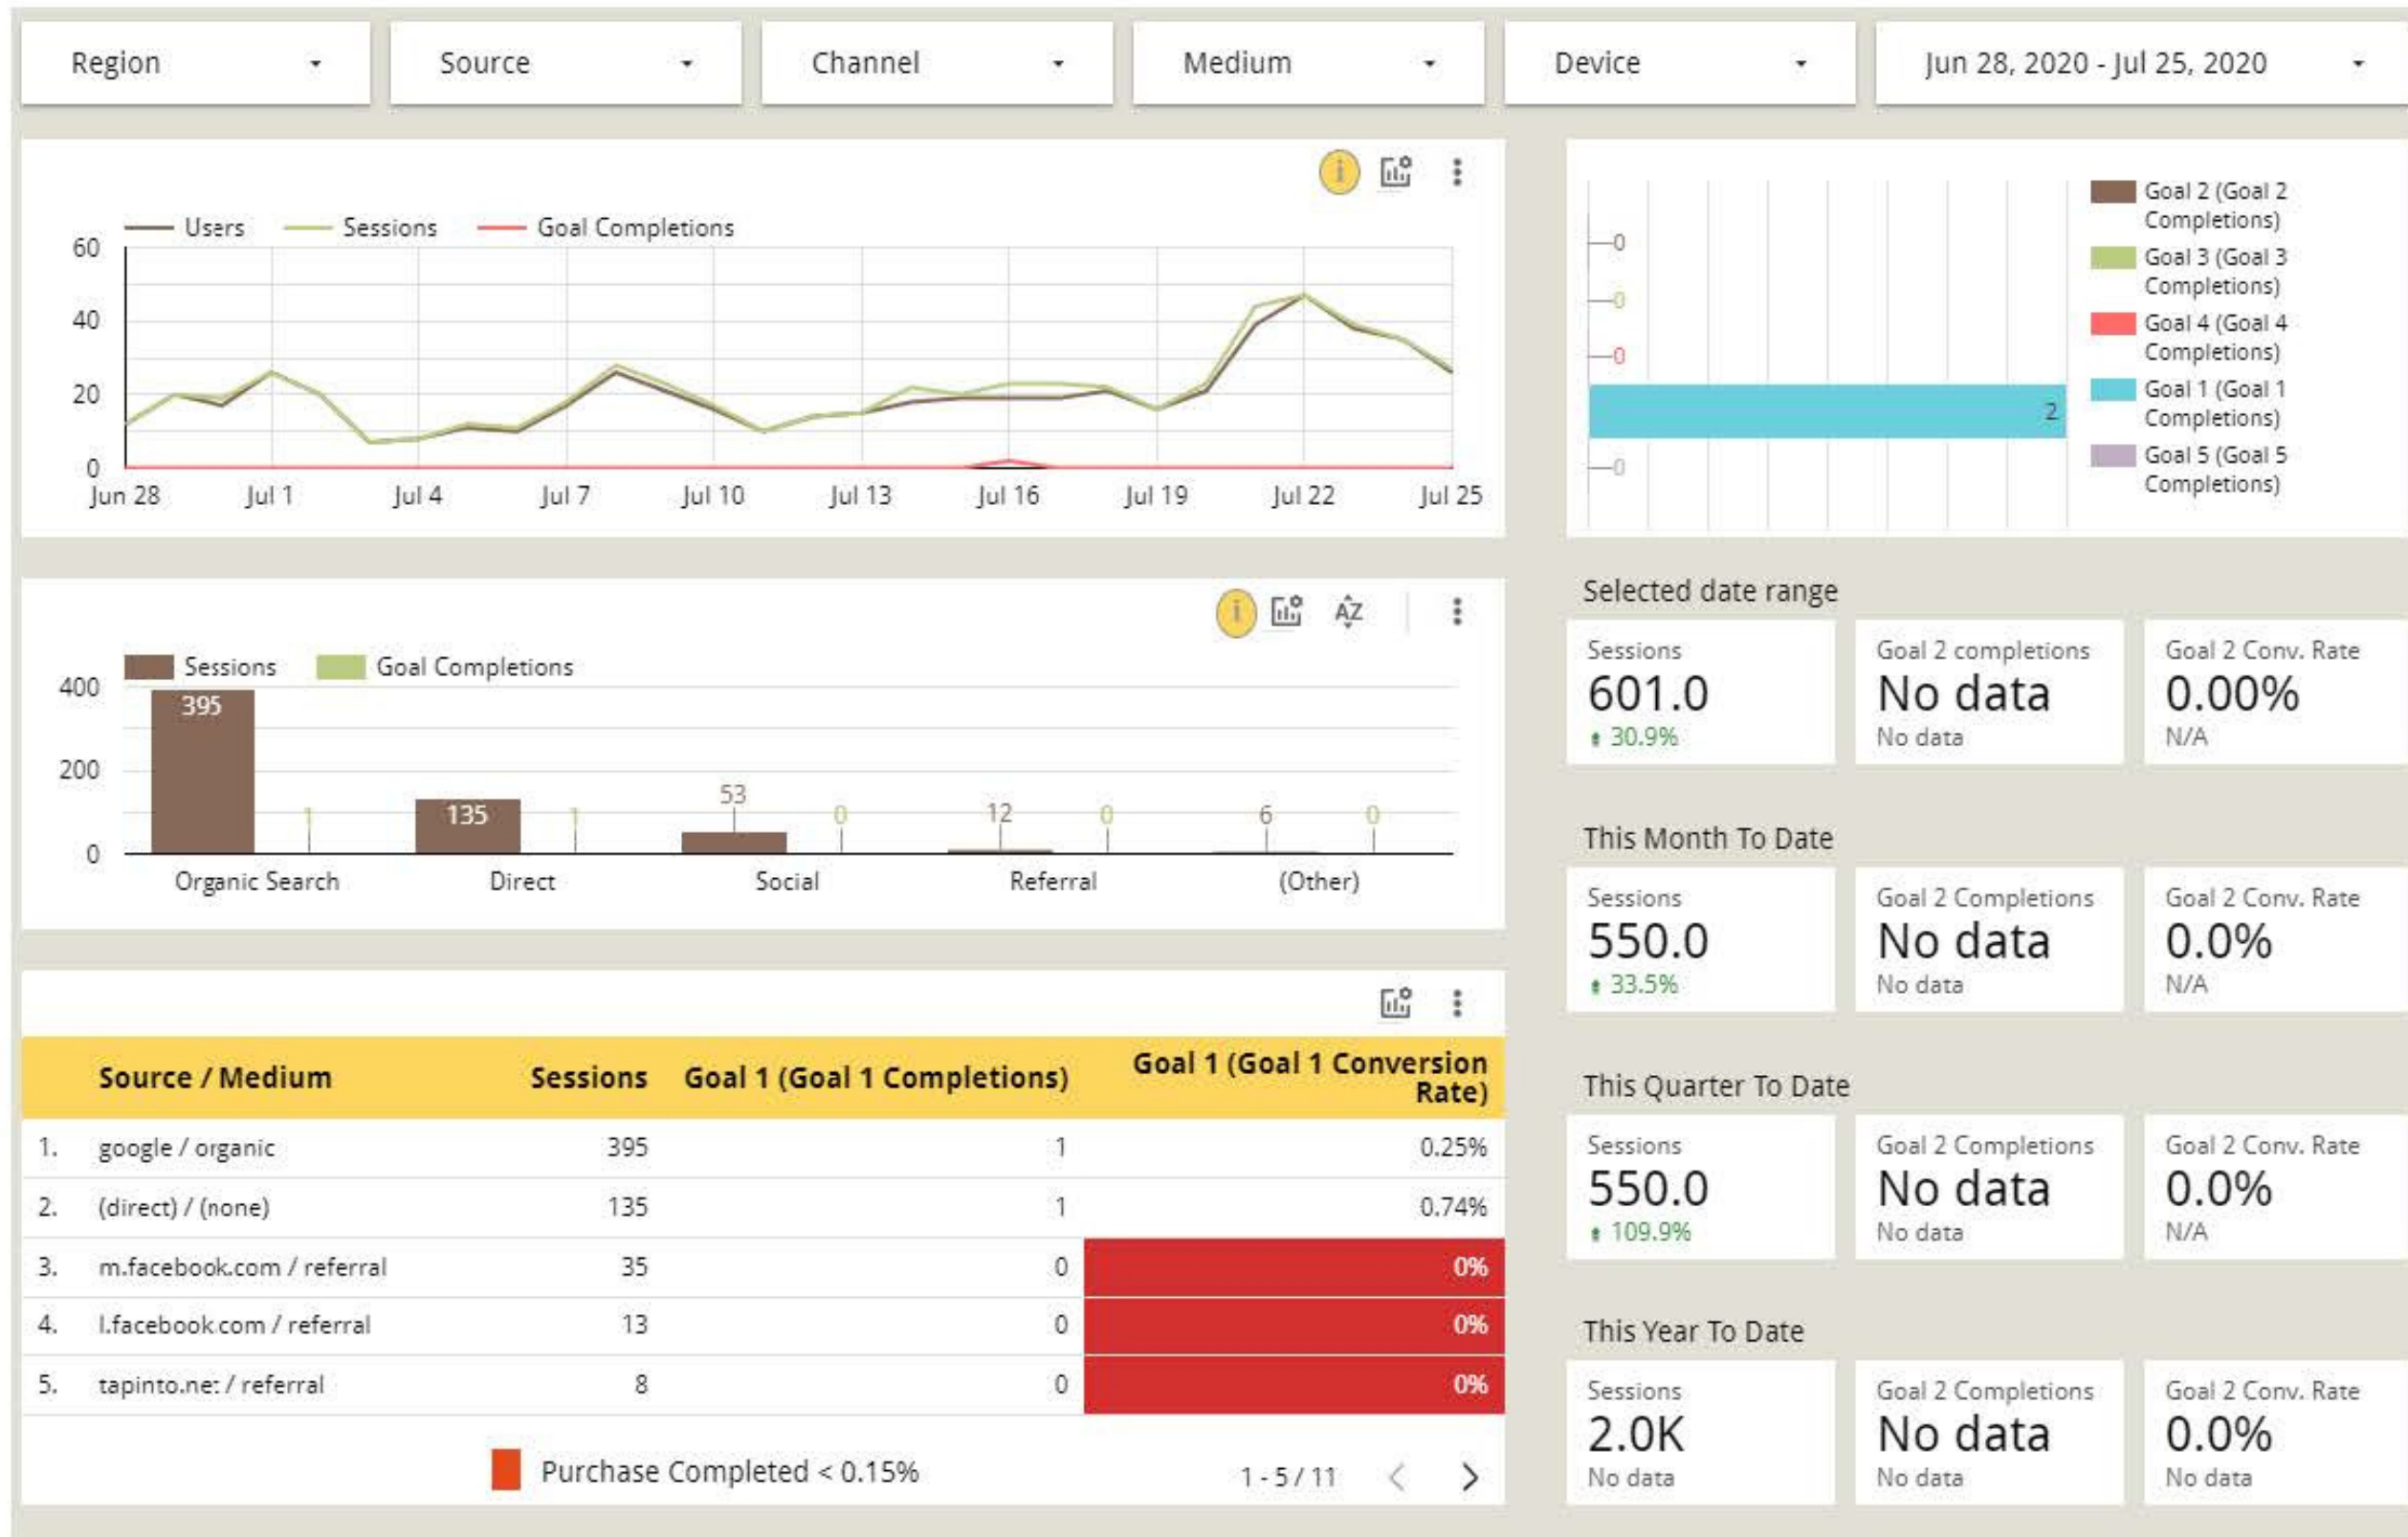 Region
Source
Channel
Medium
Device
Jun 28, 2020 - Jul 25, 2020
Users
Sessions
Goal Completions
60
40
20
0
Jun 28
Jul 1
Jul 4
Jul 7
Jul 10
Jul 13
Jul 16
Jul 19
Jul 22
Jul 25
0
0
0
2
0
Goal 2 (Goal 2
Completions)
Goal 3 (Goal 3
Completions)
Goal 4 (Goal 4
Completions)
Goal 1 (Goal 1
Completions)
Goal 5 (Goal 5
Completions)
AZ
Sessions
Goal Completions
400
200
0
395
1
135
1
53
0
12
0
6
0
Organic Search
Direct
Social
Referral
(Other)
Source / Medium Sessions Goal 1 (Goal 1 Completions) Goal 1 (Goal 1 Conversion
Rate)
1. google / organic 395 1 0.25%
2. (direct) / (none) 135 1 0.74%
3. m.facebook.com / referral 35 0 0%
4. l.facebook.com / referral 13 0 0%
5. tapinto.net / referral 8 0 0%
Purchase Completed < 0.15%
1 - 5 / 11
Selected date range
Sessions
601.0
30.9%
Goal 2 completions
No data
No data
Goal 2 Conv. Rate
0.00%
N/A
This Month To Date
Sessions
550.0
33.5%
Goal 2 Completions
No data
No data
Goal 2 Conv. Rate
0.0%
N/A
This Quarter To Date
Sessions
550.0
109.9%
Goal 2 Completions
No data
No data
Goal 2 Conv. Rate
0.0%
N/A
This Year To Date
Sessions
2.0K
No data
Goal 2 Completions
No data
No data
Goal 2 Conv. Rate
0.0%
No data